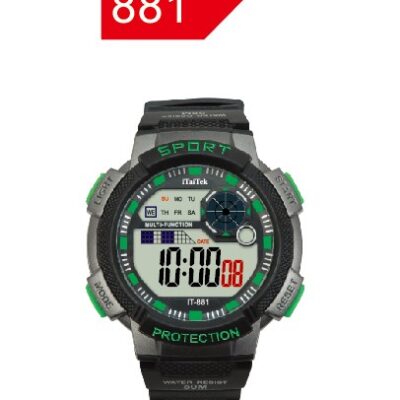 881
SPORT
iTaiTek
LIGHT
START
SU MO TU
WE TH FR SA
MULTI-FUNCTION
DATE
10:00 08
IT-881
MODE
RESET
PROTECTION
WATER RESIST
50M